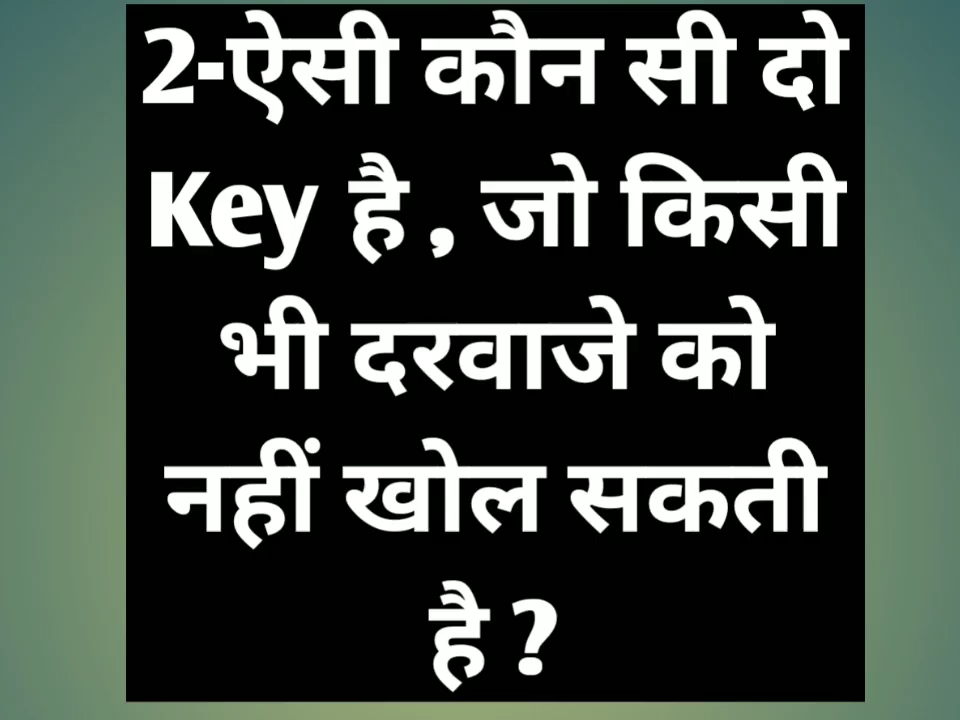 2-ऐसी कौन सी दो
Key है , जो किसी
भी दरवाजे को
नहीं खोल सकती
है ?